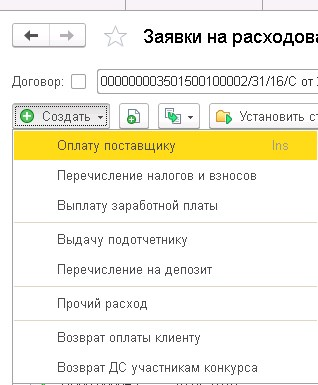 Заявки на расходова
Договор: 000000003501500100002/31/16/С от
Создать Установить ст
Оплату поставщику Ins
Перечисление налогов и взносов
Выплату заработной платы
Выдачу подотчетнику
Перечисление на депозит
Прочий расход
Возврат оплаты клиенту
Возврат ДС участникам конкурса